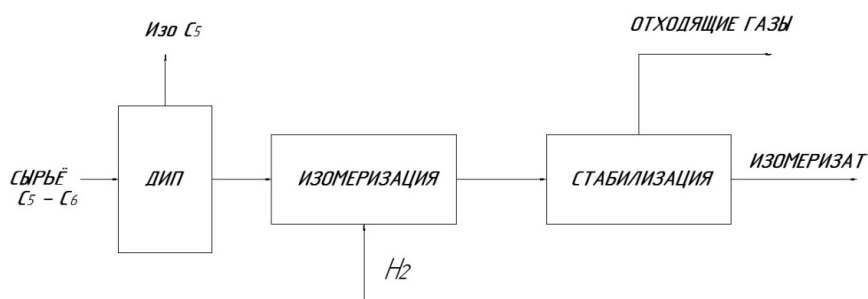 Изо C5
ОТХОДЯЩИЕ ГАЗЫ
СЫРЬЁ
C5 - C6
ДИП
ИЗОМЕРИЗАЦИЯ
СТАБИЛИЗАЦИЯ
ИЗОМЕРИЗАТ
H2